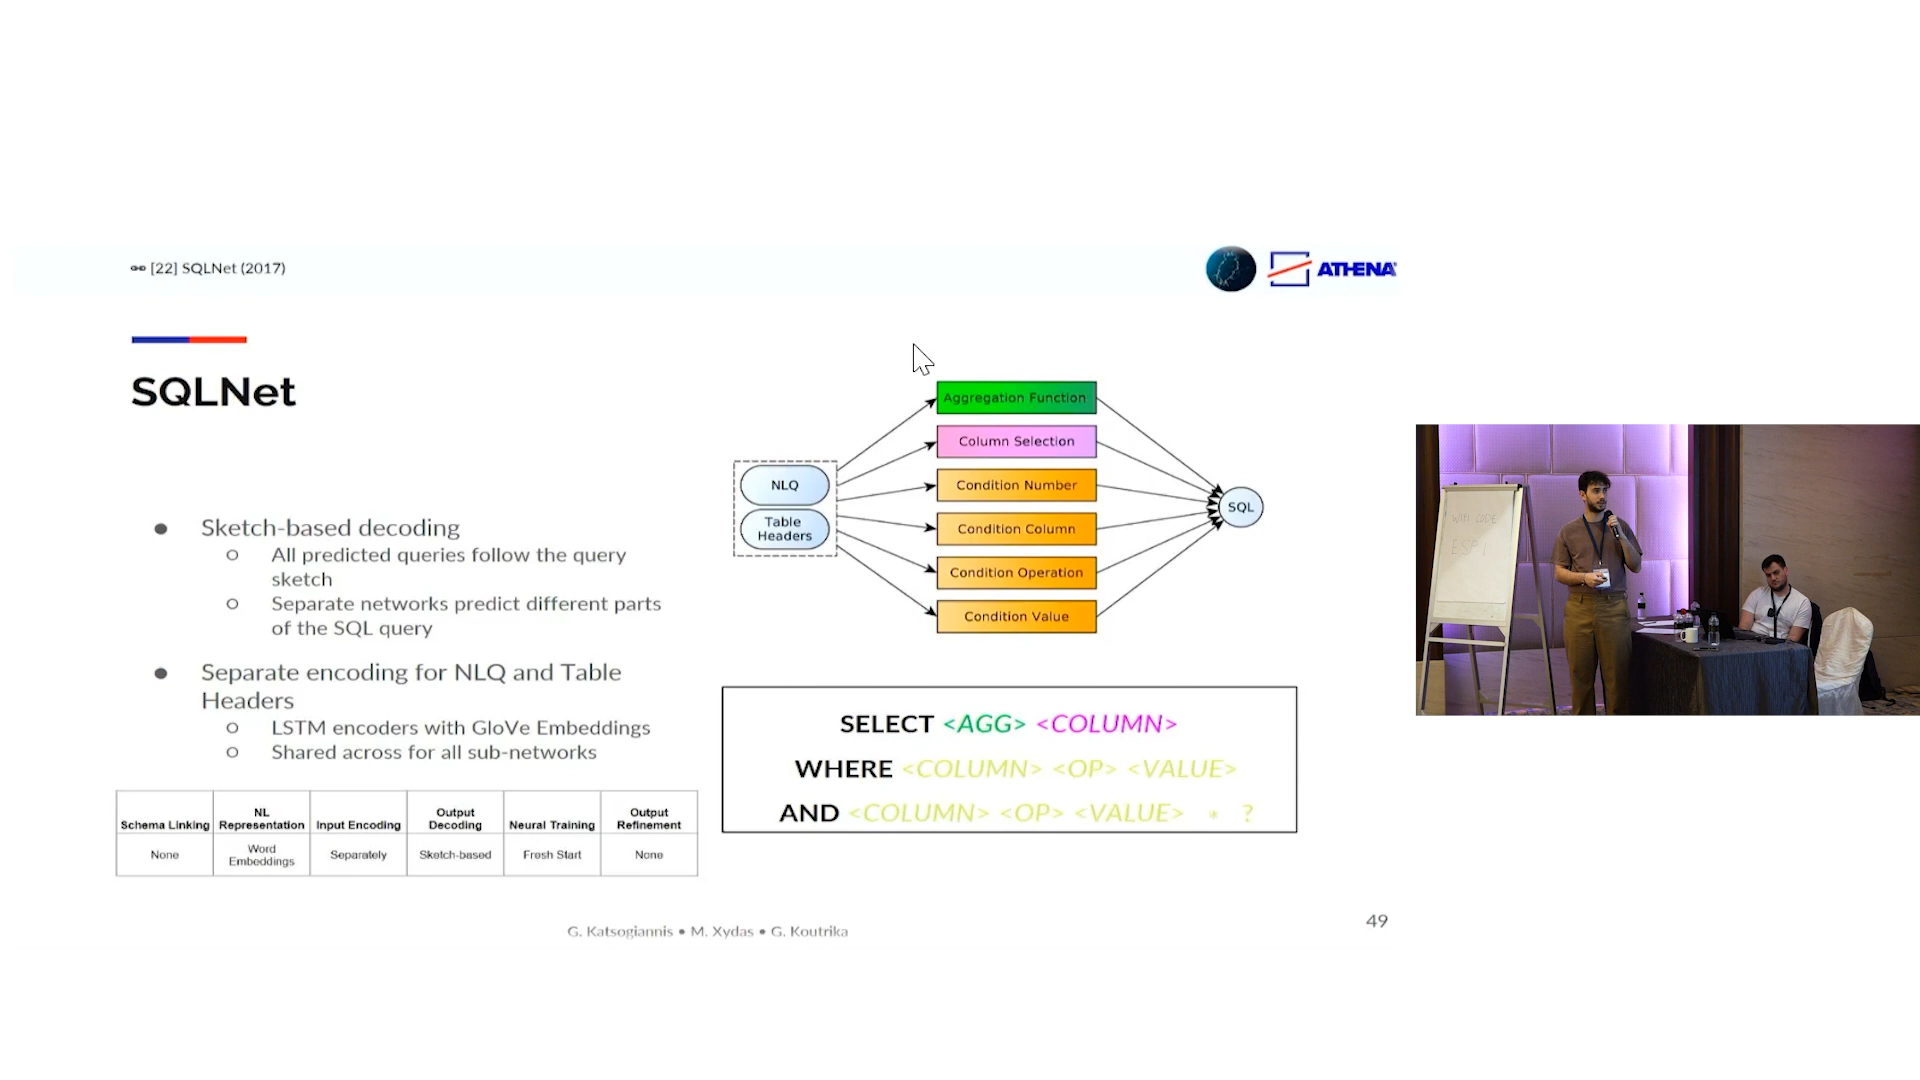 [22] SQLNet (2017)
ATHENA
SQLNet
Sketch-based decoding
All predicted queries follow the query
sketch
Separate networks predict different parts
of the SQL query
Separate encoding for NLQ and Table
Headers
LSTM encoders with GloVe Embeddings
Shared across for all sub-networks
Schema Linking
NL
Representation
Input Encoding
Output
Decoding
Neural Training
Output
Refinement
None
Word
Embeddings
Separately
Sketch-based
Fresh Start
None
NLQ
Table
Headers
Aggregation Function
Column Selection
Condition Number
Condition Column
Condition Operation
Condition Value
SQL
SELECT <AGG> <COLUMN>
WHERE <COLUMN> <OP> <VALUE>
AND <COLUMN> <OP> <VALUE> * ?
G. Katsogiannis • M. Xydas • G. Koutrika
49